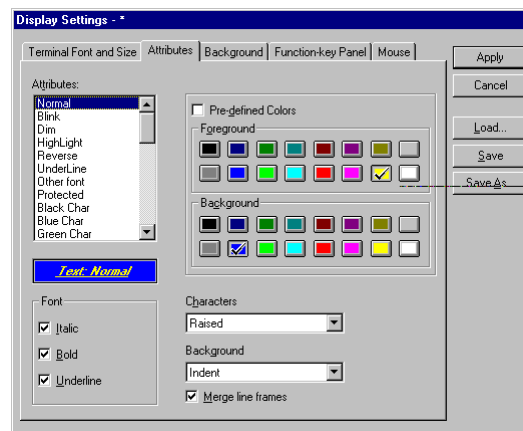 Display Settings - *
Terminal Font and Size Attributes Background Function-key Panel Mouse
Apply
Cancel
Load...
Save
Save As...
Attributes:
Normal
Blink
Dim
HighLight
Reverse
UnderLine
Other font
Protected
Black Char
Blue Char
Green Char
Text: Normal
Font
Italic
Bold
Underline
Pre-defined Colors
Foreground
Background
Characters
Raised
Background
Indent
Merge line frames